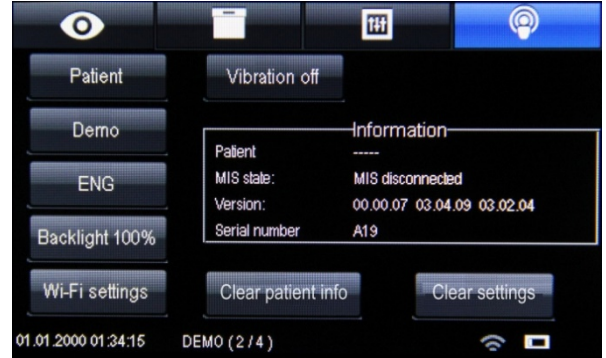 Patient
Vibration off
Demo
Information
Patient -----
ENG
MIS state: MIS disconnected
Version: 00.00.07 03.04.09 03.02.04
Backlight 100%
Serial number A19
Wi-Fi settings
Clear patient info
Clear settings
01.01.2000 01:34:15 DEMO ( 2 / 4 )